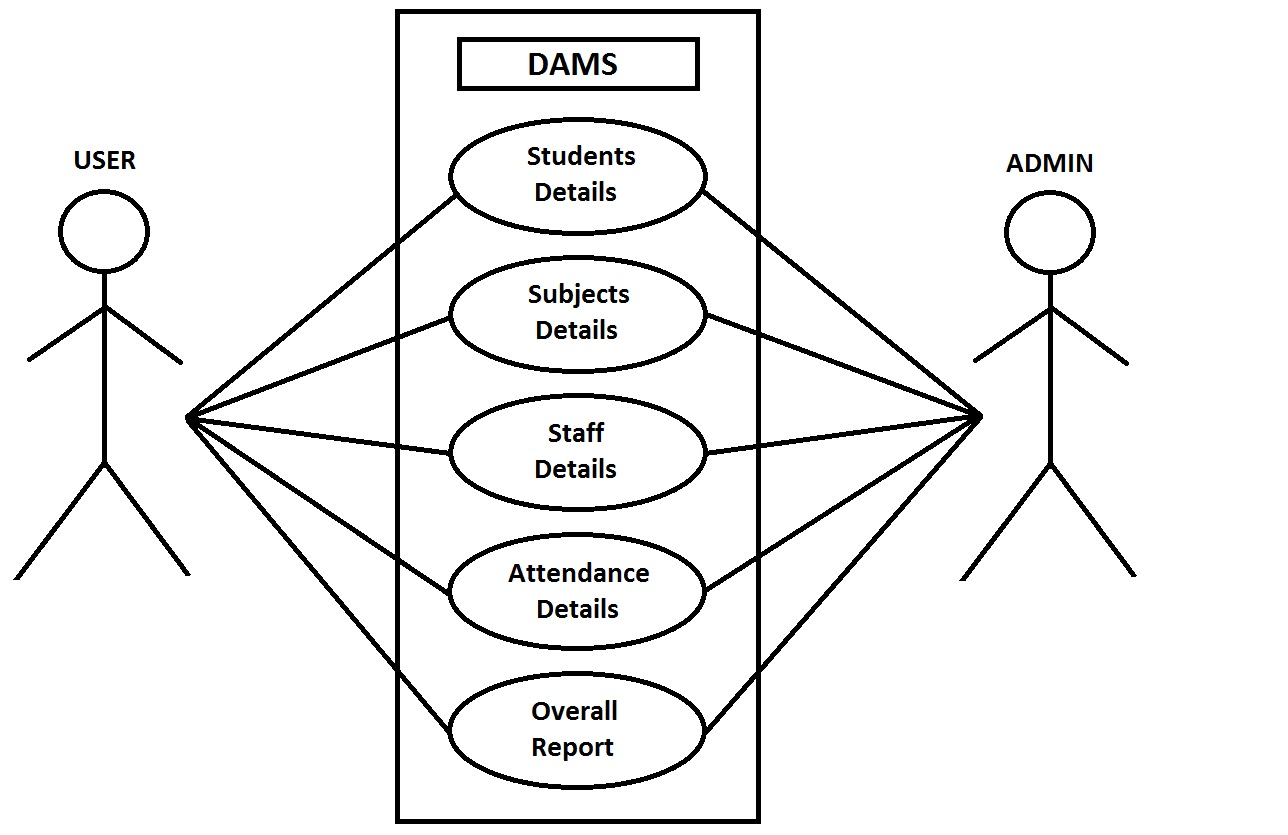 DAMS
USER
ADMIN
Students
Details
Subjects
Details
Staff
Details
Attendance
Details
Overall
Report